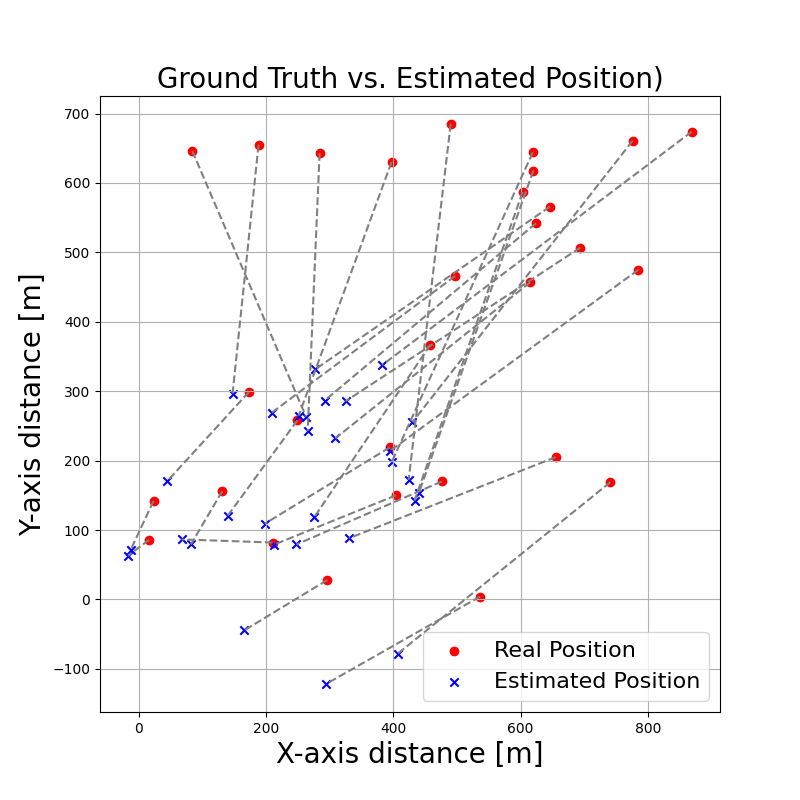 Ground Truth vs. Estimated Position)
700
600
500
400
300
200
100
0
−100
Y-axis distance [m]
Real Position
Estimated Position
0 200 400 600 800
X-axis distance [m]